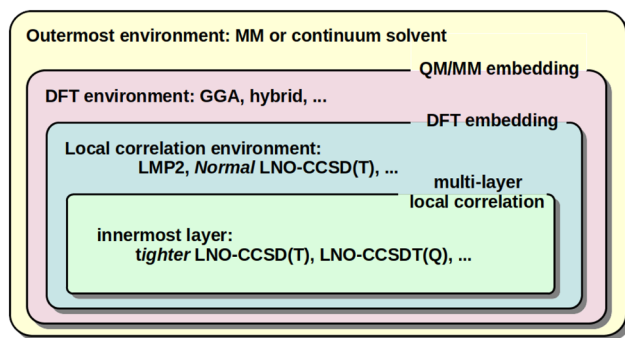 Outermost environment: MM or continuum solvent
QM/MM embedding
DFT environment: GGA, hybrid, ...
DFT embedding
Local correlation environment:
LMP2, Normal LNO-CCSD(T), ...
multi-layer
local correlation
innermost layer:
tighter LNO-CCSD(T), LNO-CCSDT(Q), ...